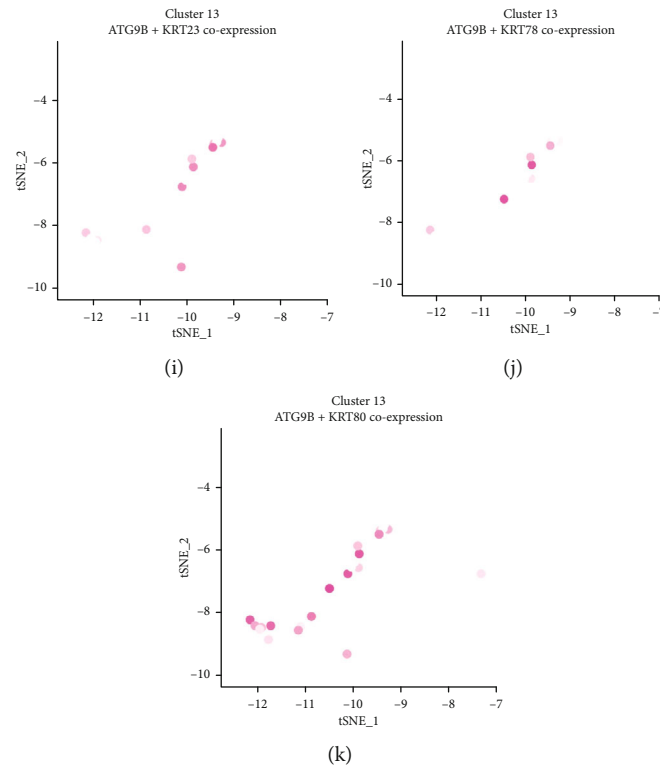 Cluster 13
ATG9B + KRT23 co-expression
−4
−6
−8
−10
tSNE_2
−12
−11
−10
−9
−8
−7
tSNE_1
(i)
Cluster 13
ATG9B + KRT78 co-expression
−4
−6
−8
−10
tSNE_2
−12
−11
−10
−9
−8
−7
tSNE_1
(j)
Cluster 13
ATG9B + KRT80 co-expression
−4
−6
−8
−10
tSNE_2
−12
−11
−10
−9
−8
−7
tSNE_1
(k)